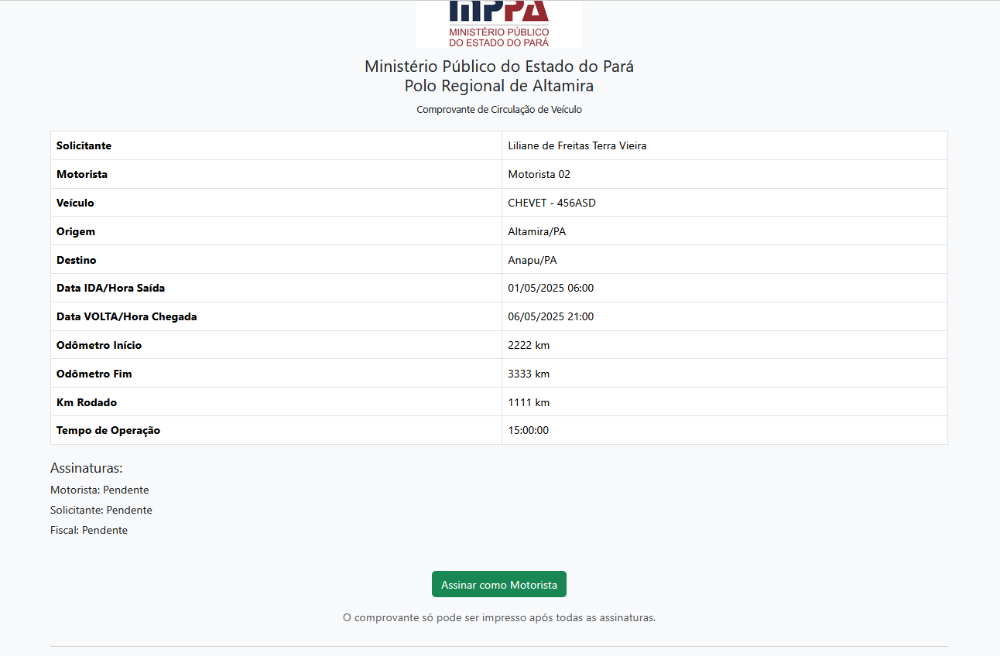 MPPA
MINISTÉRIO PÚBLICO
DO ESTADO DO PARÁ
Ministério Público do Estado do Pará
Polo Regional de Altamira
Comprovante de Circulação de Veículo
Solicitante Liliane de Freitas Terra Vieira
Motorista Motorista 02
Veículo CHEVET - 456ASD
Origem Altamira/PA
Destino Anapu/PA
Data IDA/Hora Saída 01/05/2025 06:00
Data VOLTA/Hora Chegada 06/05/2025 21:00
Odômetro Início 2222 km
Odômetro Fim 3333 km
Km Rodado 1111 km
Tempo de Operação 15:00:00
Assinaturas:
Motorista: Pendente
Solicitante: Pendente
Fiscal: Pendente
Assinar como Motorista
O comprovante só pode ser impresso após todas as assinaturas.